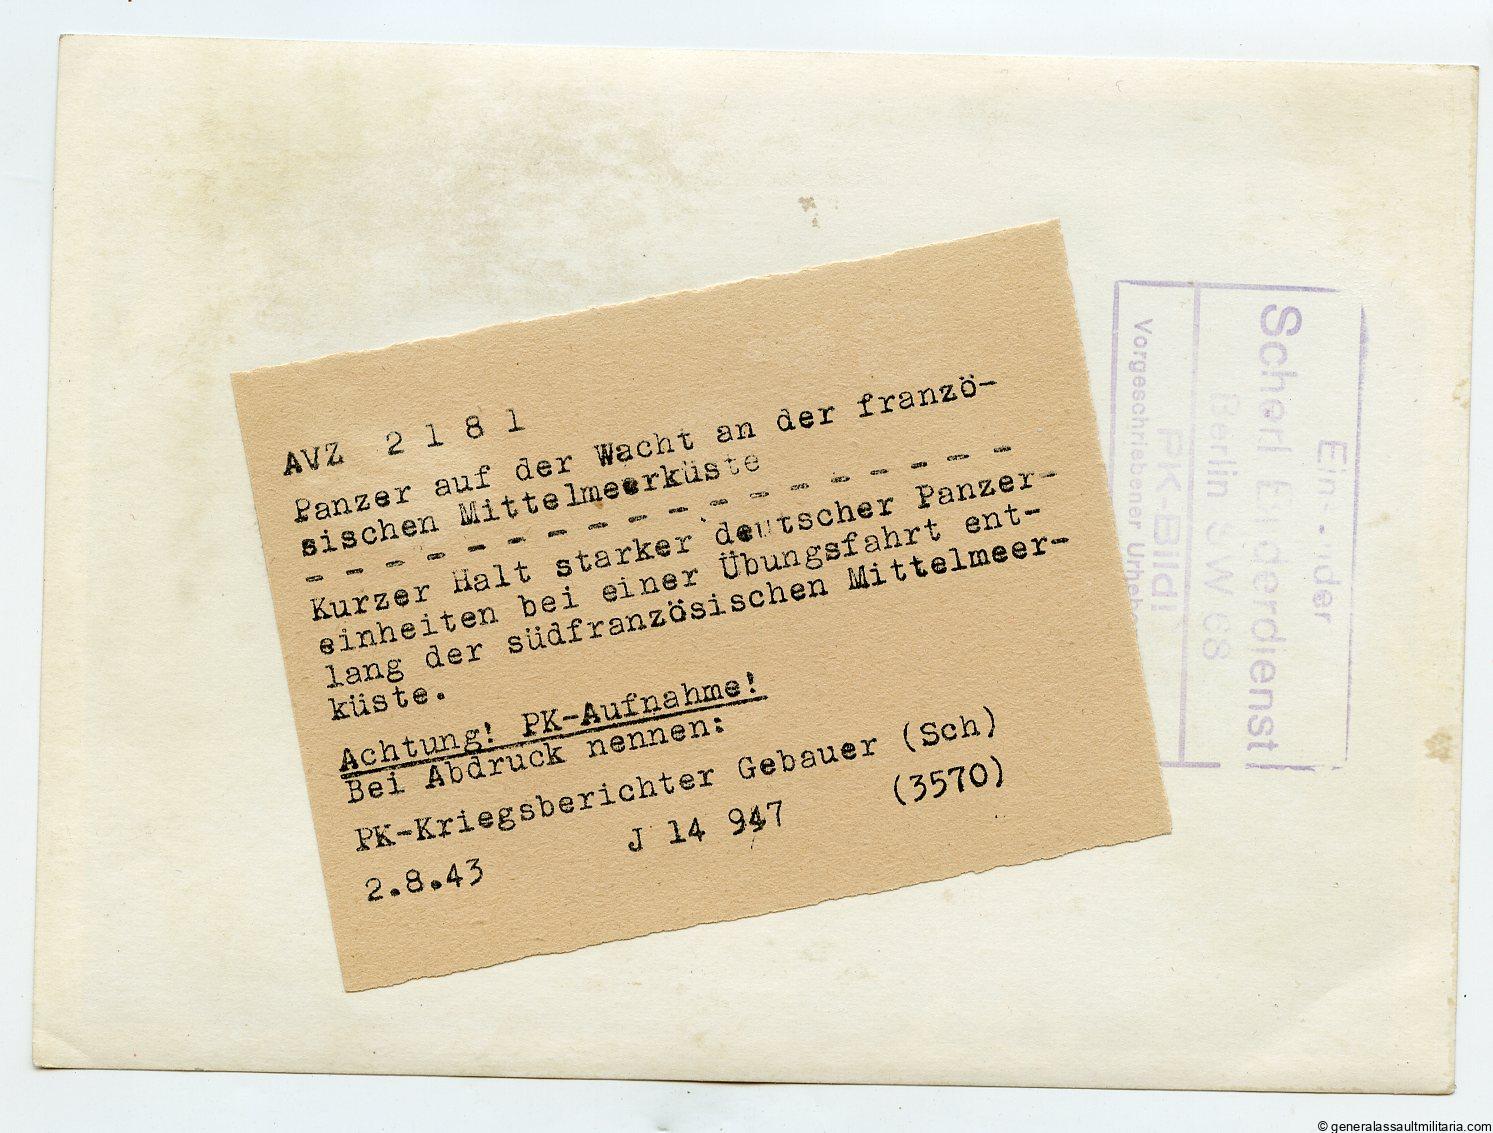 AVZ 2181
Panzer auf der Wacht an der franzö-
sischen Mittelmeerküste
- - - - - - - - - - - - - - - - - -
Kurzer Halt starker deutscher Panzer-
einheiten bei einer Übungsfahrt ent-
lang der südfranzösischen Mittelmeer-
küste.
Achtung! PK-Aufnahme!
Bei Abdruck nennen:
PK-Kriegsberichter Gebauer (Sch)
2.8.43 J 14 947 (3570)
Scherl Bilderdienst
Berlin SW 68
PK-Bild!
Vorgeschriebener
© generalassaultmilitaria.com